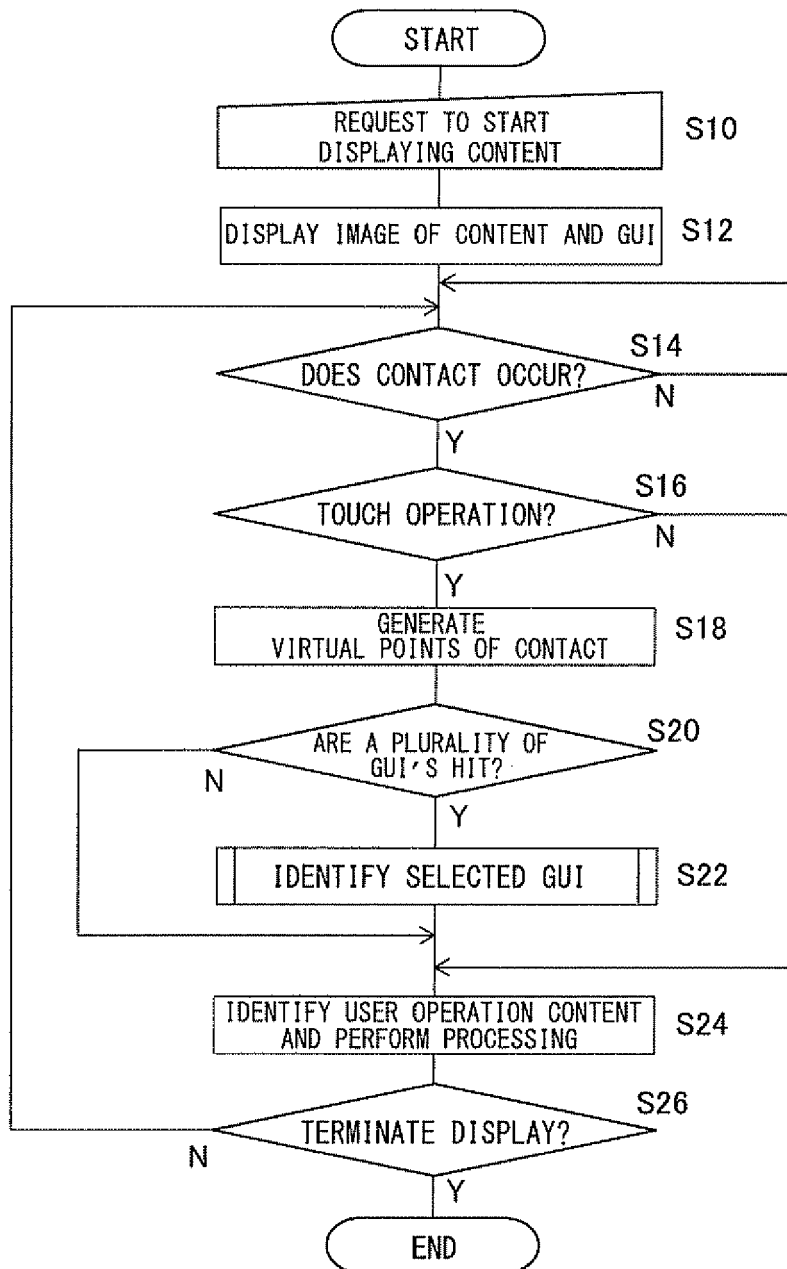 START
REQUEST TO START
DISPLAYING CONTENT
S10
DISPLAY IMAGE OF CONTENT AND GUI
S12
DOES CONTACT OCCUR?
S14
N
Y
TOUCH OPERATION?
S16
N
Y
GENERATE
VIRTUAL POINTS OF CONTACT
S18
ARE A PLURALITY OF
GUI'S HIT?
S20
N
Y
IDENTIFY SELECTED GUI
S22
IDENTIFY USER OPERATION CONTENT
AND PERFORM PROCESSING
S24
TERMINATE DISPLAY?
S26
N
Y
END